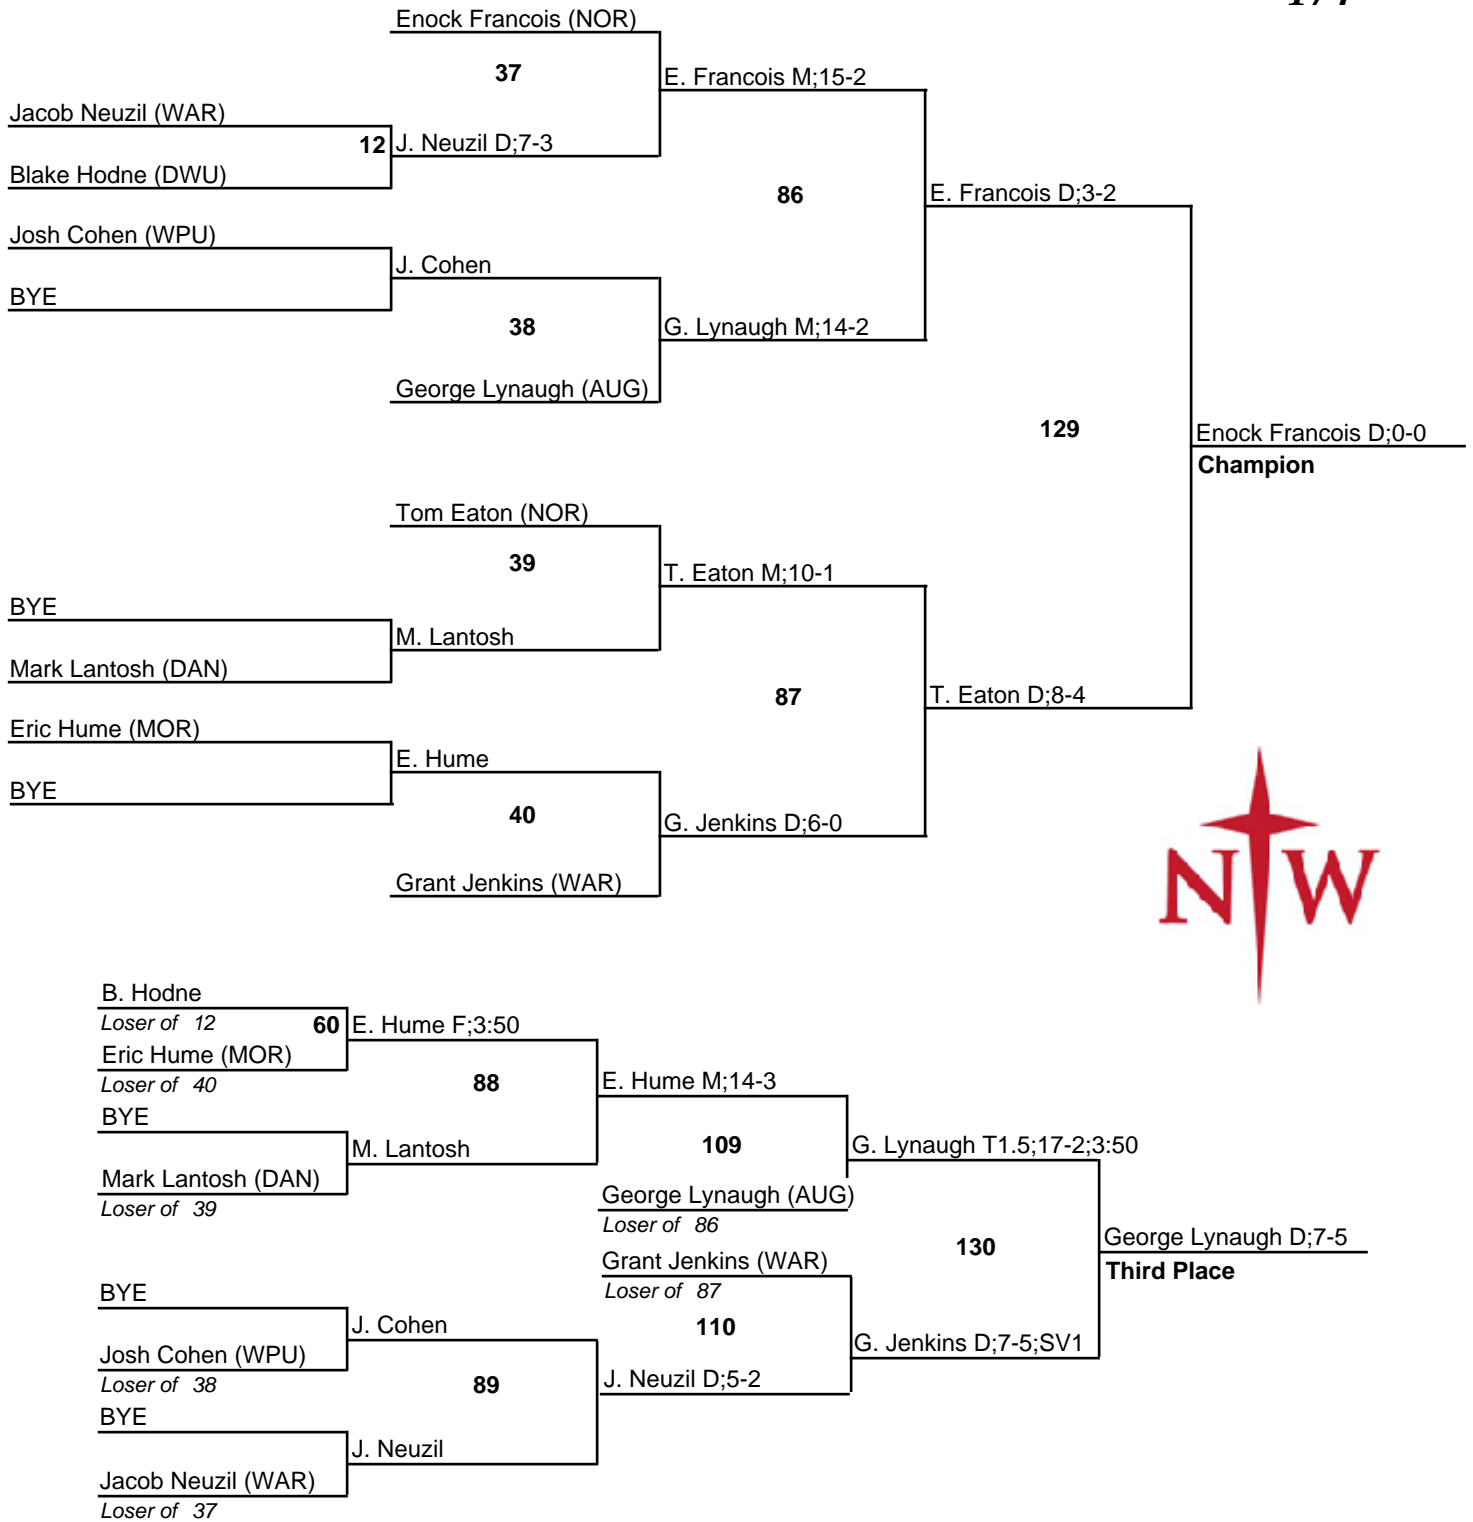 Enock Francois (NOR)
37
E. Francois M;15-2
Jacob Neuzil (WAR)
12
J. Neuzil D;7-3
Blake Hodne (DWU)
86
E. Francois D;3-2
Josh Cohen (WPU)
J. Cohen
BYE
38
G. Lynaugh M;14-2
George Lynaugh (AUG)
129
Enock Francois D;0-0
Champion
Tom Eaton (NOR)
39
T. Eaton M;10-1
BYE
M. Lantosh
Mark Lantosh (DAN)
87
T. Eaton D;8-4
Eric Hume (MOR)
E. Hume
BYE
40
G. Jenkins D;6-0
Grant Jenkins (WAR)
N W
B. Hodne
Loser of 12
60
E. Hume F;3:50
Eric Hume (MOR)
Loser of 40
88
E. Hume M;14-3
BYE
M. Lantosh
109
G. Lynaugh T1.5;17-2;3:50
Mark Lantosh (DAN)
Loser of 39
George Lynaugh (AUG)
Loser of 86
130
George Lynaugh D;7-5
Third Place
Grant Jenkins (WAR)
Loser of 87
BYE
J. Cohen
110
G. Jenkins D;7-5;SV1
Josh Cohen (WPU)
Loser of 38
89
J. Neuzil D;5-2
BYE
J. Neuzil
Jacob Neuzil (WAR)
Loser of 37